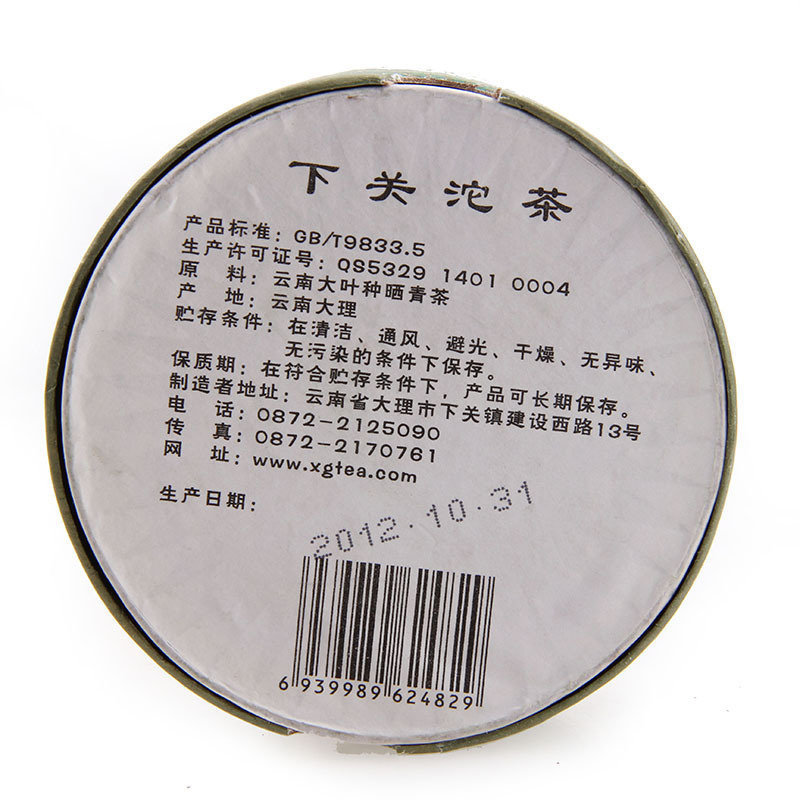 下关沱茶
产品标准：GB/T9833.5
生产许可证号：QS5329 1401 0004
原　料：云南大叶种晒青茶
产　地：云南大理
贮存条件：在清洁、通风、避光、干燥、无异味、
无污染的条件下保存。
保质期：在符合贮存条件下，产品可长期保存。
制造者地址：云南省大理市下关镇建设西路13号
电　话：0872-2125090
传　真：0872-2170761
网　址：www.xgtea.com
生产日期：
2012.10.31
6 939989 624829